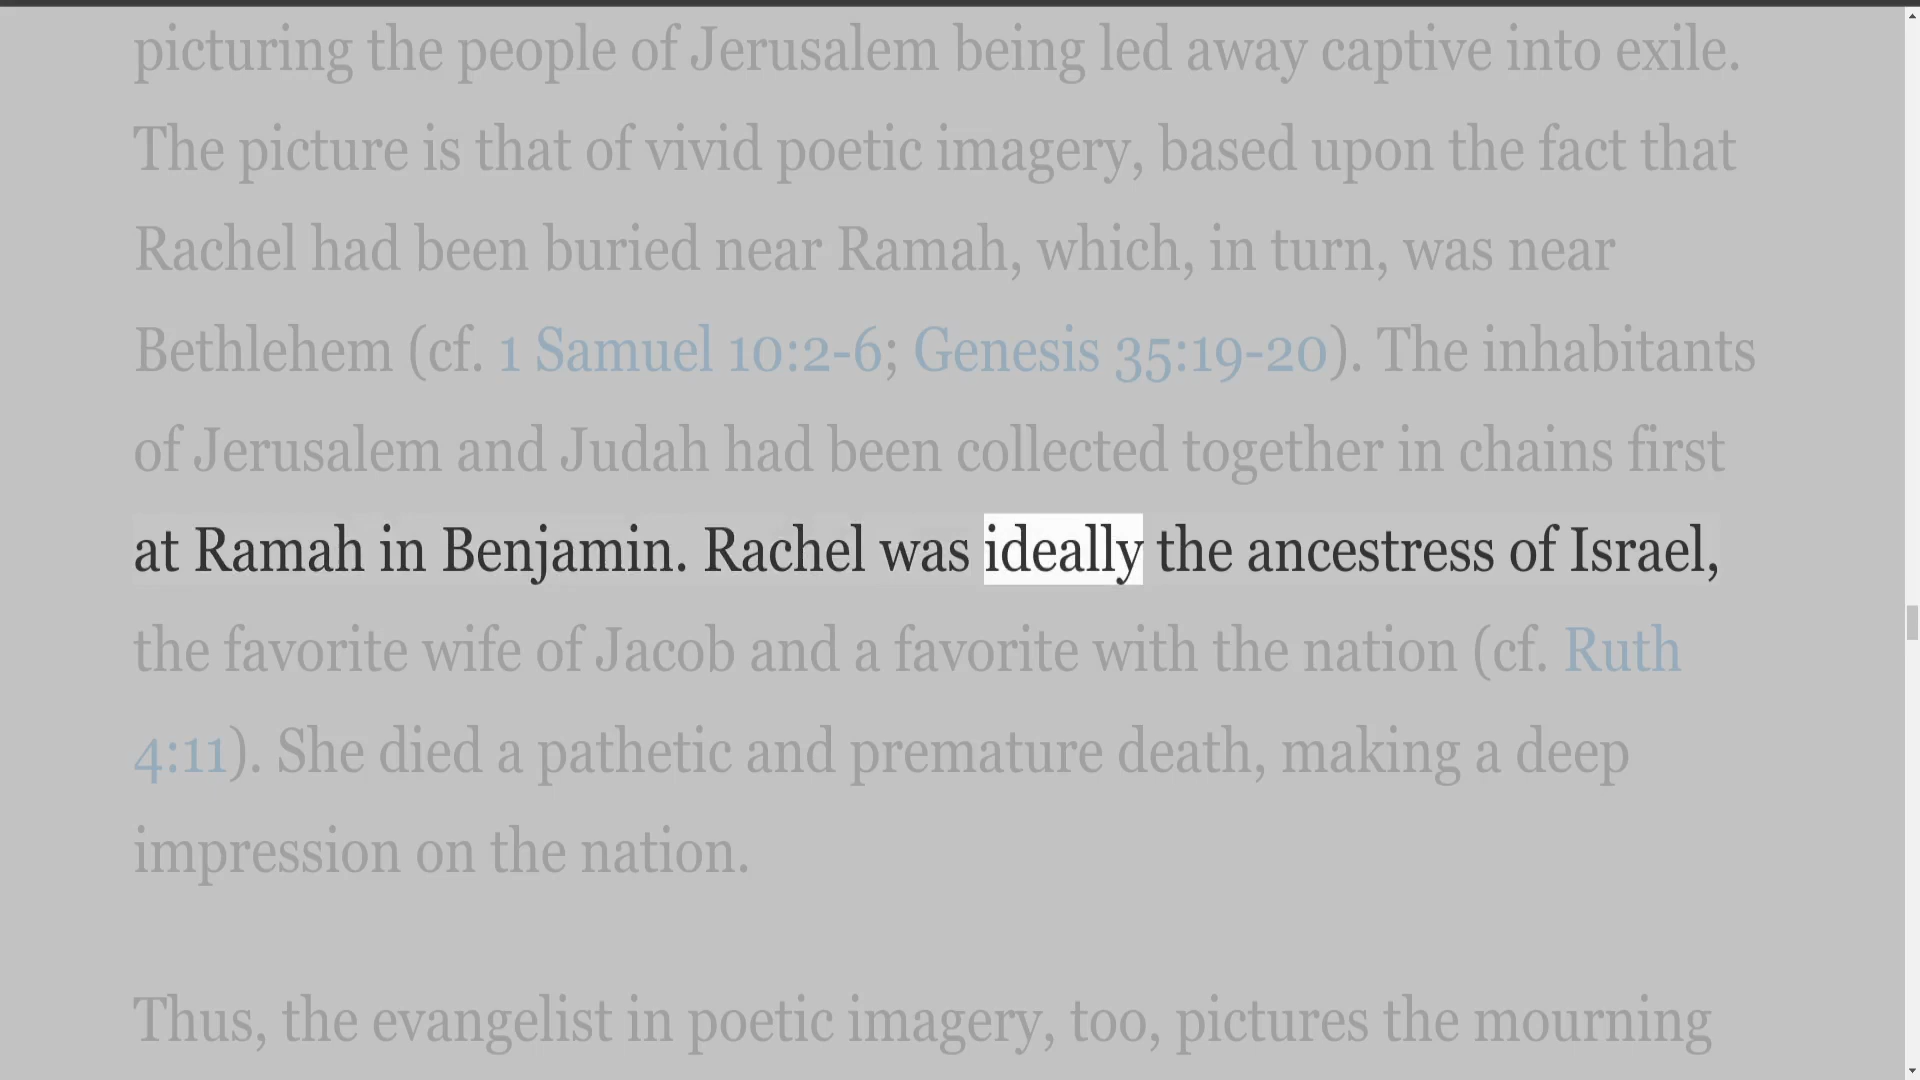 picturing the people of Jerusalem being led away captive into exile.
The picture is that of vivid poetic imagery, based upon the fact that
Rachel had been buried near Ramah, which, in turn, was near
Bethlehem (cf. 1 Samuel 10:2-6; Genesis 35:19-20). The inhabitants
of Jerusalem and Judah had been collected together in chains first
at Ramah in Benjamin. Rachel was ideally the ancestress of Israel,
the favorite wife of Jacob and a favorite with the nation (cf. Ruth
4:11). She died a pathetic and premature death, making a deep
impression on the nation.
Thus, the evangelist in poetic imagery, too, pictures the mourning